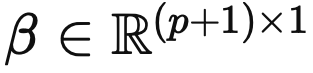 β ∈ ℝ^{(p+1)×1}